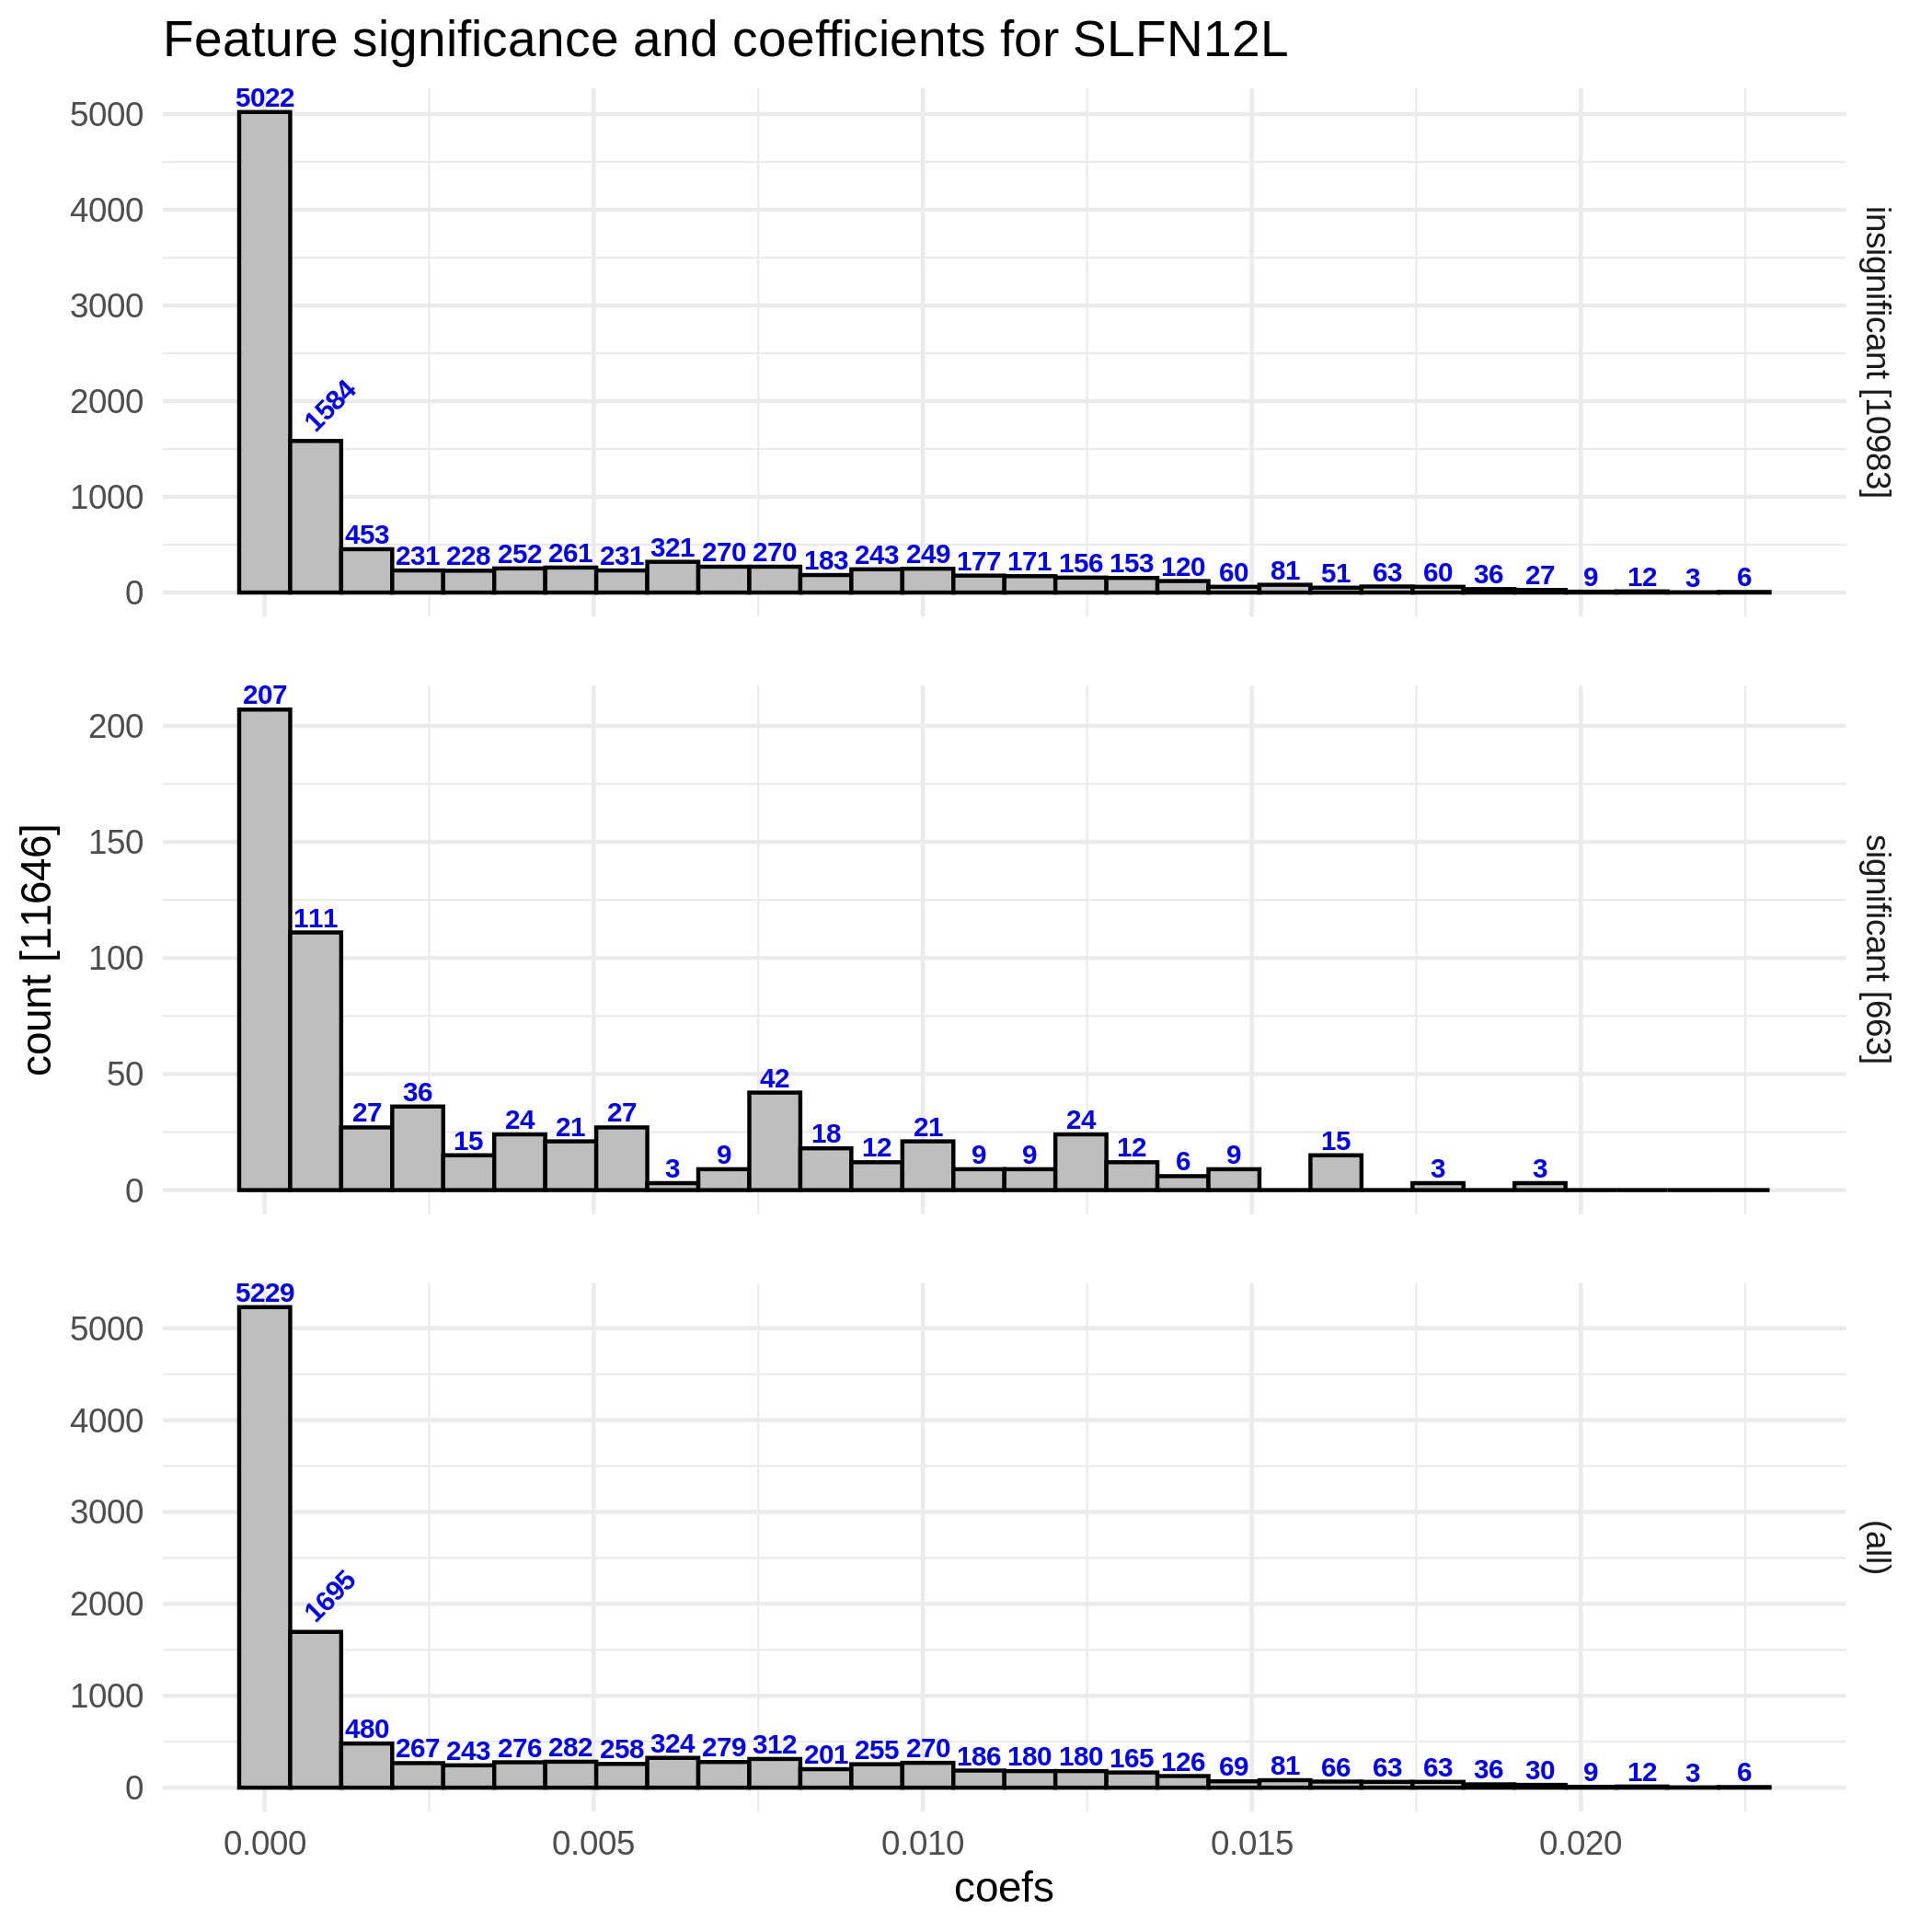 Feature significance and coefficients for SLFN12L
5022
5000
4000
3000
2000
1000
0
1584
453 231 228 252 261 231 321 270 270 183 243 249 177 171 156 153 120 60 81 51 63 60 36 27 9 12 3 6
insignificant [10983]
207
200
150
100
50
0
111
27 36 15 24 21 27 3 9 42 18 12 21 9 9 24 12 6 9 15 3 3
significant [663]
count [11646]
5229
5000
4000
3000
2000
1000
0
1695
480 267 243 276 282 258 324 279 312 201 255 270 186 180 180 165 126 69 81 66 63 63 36 30 9 12 3 6
(all)
0.000 0.005 0.010 0.015 0.020
coefs